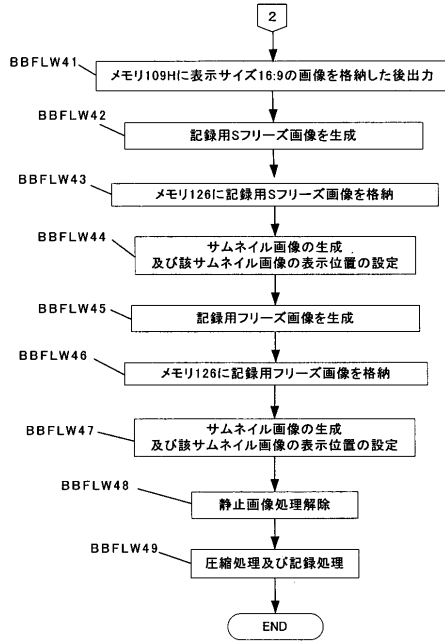 2
BBFLW41
メモリ109Hに表示サイズ16:9の画像を格納した後出力
BBFLW42
記録用Sフリーズ画像を生成
BBFLW43
メモリ126に記録用Sフリーズ画像を格納
BBFLW44
サムネイル画像の生成
及び該サムネイル画像の表示位置の設定
BBFLW45
記録用フリーズ画像を生成
BBFLW46
メモリ126に記録用フリーズ画像を格納
BBFLW47
サムネイル画像の生成
及び該サムネイル画像の表示位置の設定
BBFLW48
静止画像処理解除
BBFLW49
圧縮処理及び記録処理
END